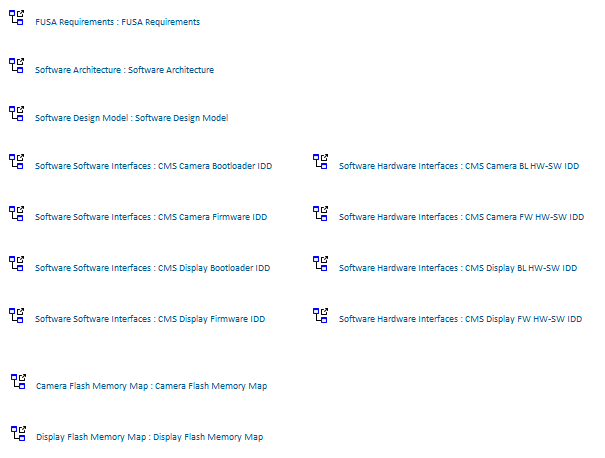 FUSA Requirements : FUSA Requirements
Software Architecture : Software Architecture
Software Design Model : Software Design Model
Software Software Interfaces : CMS Camera Bootloader IDD
Software Hardware Interfaces : CMS Camera BL HW-SW IDD
Software Software Interfaces : CMS Camera Firmware IDD
Software Hardware Interfaces : CMS Camera FW HW-SW IDD
Software Software Interfaces : CMS Display Bootloader IDD
Software Hardware Interfaces : CMS Display BL HW-SW IDD
Software Software Interfaces : CMS Display Firmware IDD
Software Hardware Interfaces : CMS Display FW HW-SW IDD
Camera Flash Memory Map : Camera Flash Memory Map
Display Flash Memory Map : Display Flash Memory Map